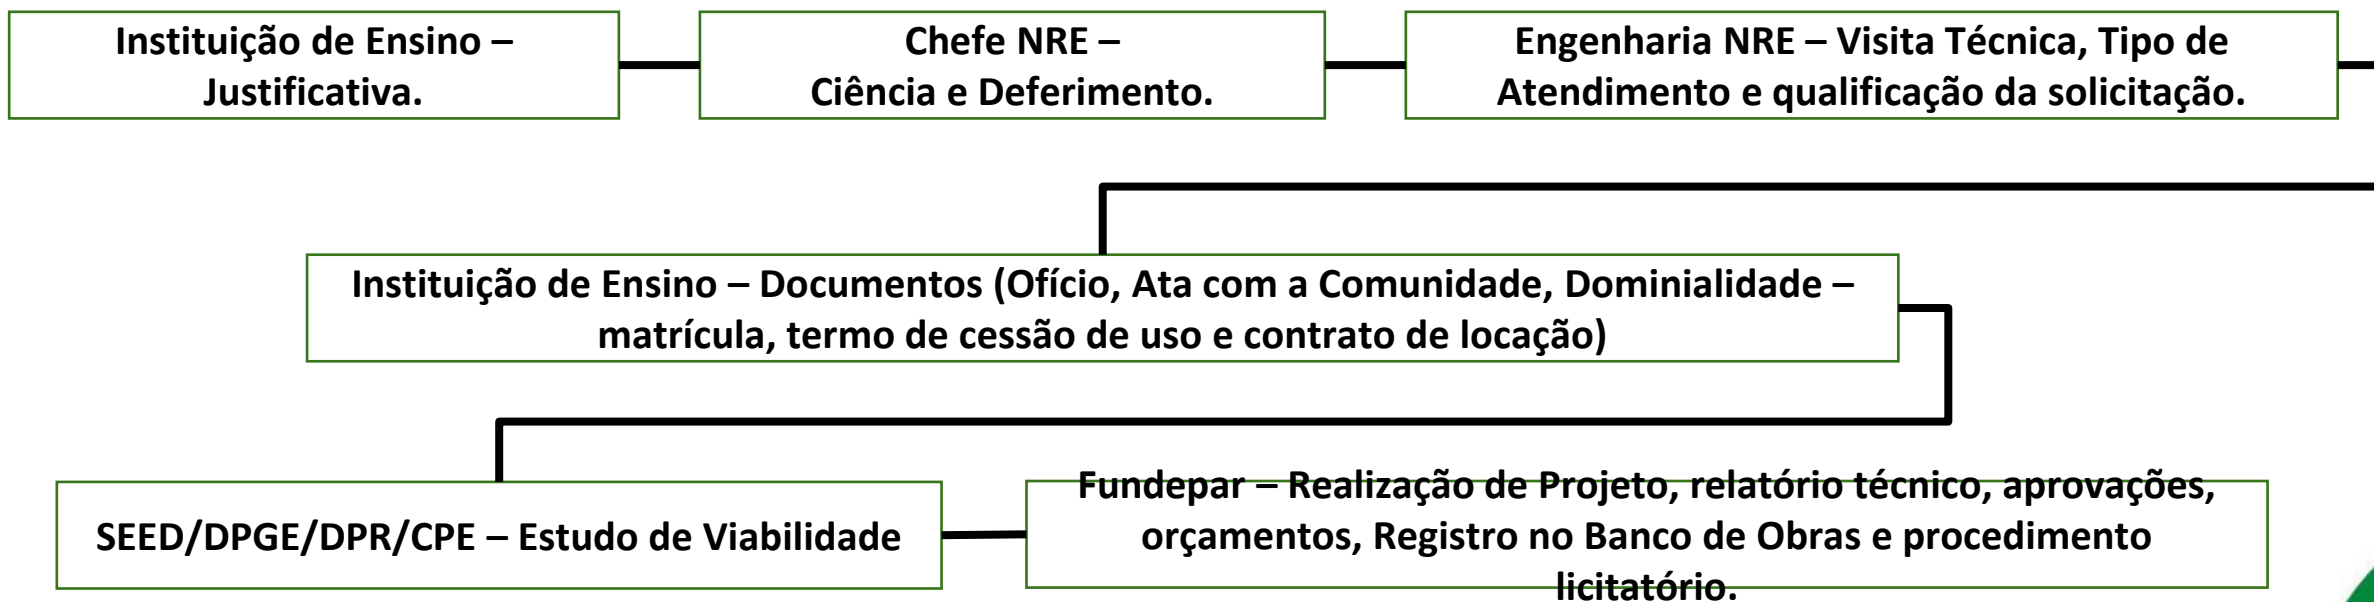 Instituição de Ensino –
Justificativa.
Chefe NRE –
Ciência e Deferimento.
Engenharia NRE – Visita Técnica, Tipo de
Atendimento e qualificação da solicitação.
Instituição de Ensino – Documentos (Ofício, Ata com a Comunidade, Dominialidade –
matrícula, termo de cessão de uso e contrato de locação)
SEED/DPGE/DPR/CPE – Estudo de Viabilidade
Fundepar – Realização de Projeto, relatório técnico, aprovações,
orçamentos, Registro no Banco de Obras e procedimento
licitatório.